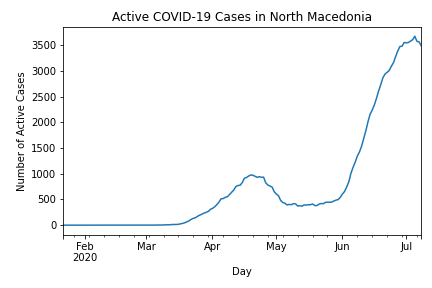 Active COVID-19 Cases in North Macedonia
Number of Active Cases
3500
3000
2500
2000
1500
1000
500
0
Feb Mar Apr May Jun Jul
2020
Day